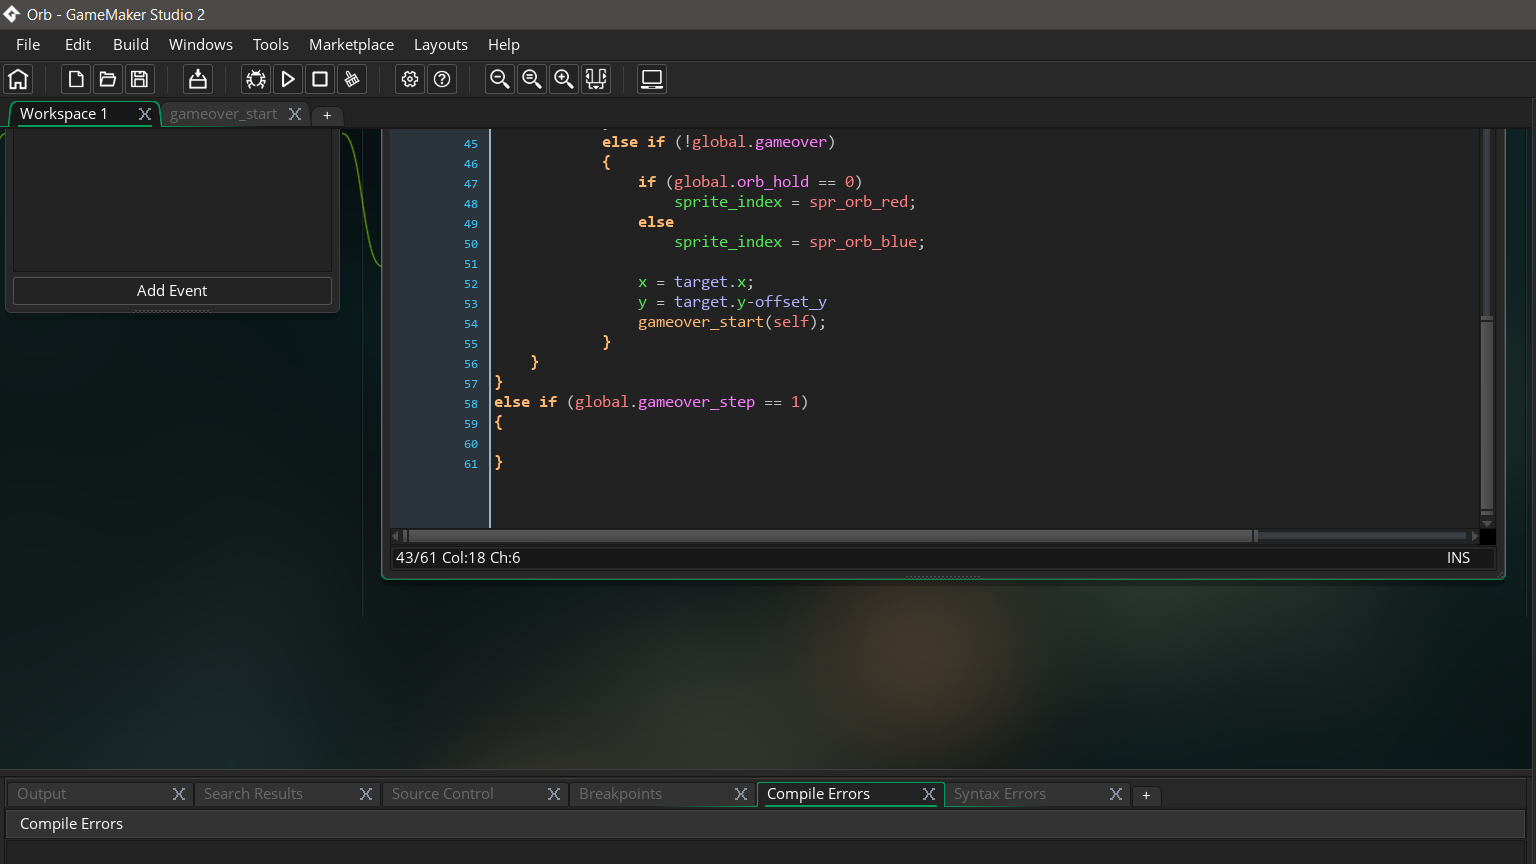 Orb - GameMaker Studio 2
File Edit Build Windows Tools Marketplace Layouts Help
Workspace 1 X gameover_start X +
Add Event
45 else if (!global.gameover)
46 {
47 if (global.orb_hold == 0)
48 sprite_index = spr_orb_red;
49 else
50 sprite_index = spr_orb_blue;
51
52 x = target.x;
53 y = target.y-offset_y
54 gameover_start(self);
55 }
56 }
57 }
58 else if (global.gameover_step == 1)
59 {
60
61 }
43/61 Col:18 Ch:6 INS
Output X Search Results X Source Control X Breakpoints X Compile Errors X Syntax Errors X +
Compile Errors